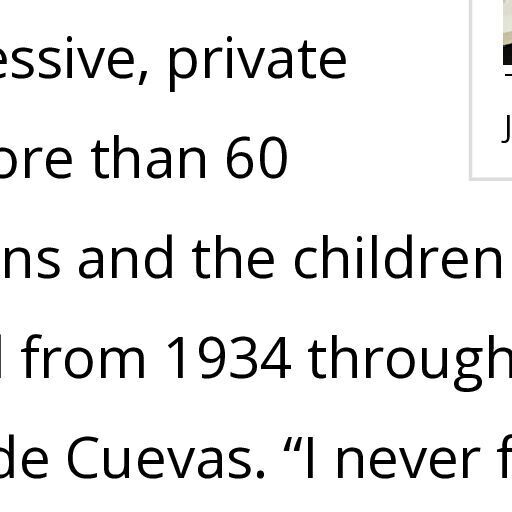 essive, private
ore than 60
ns and the children
from 1934 through
de Cuevas. “I never f
J